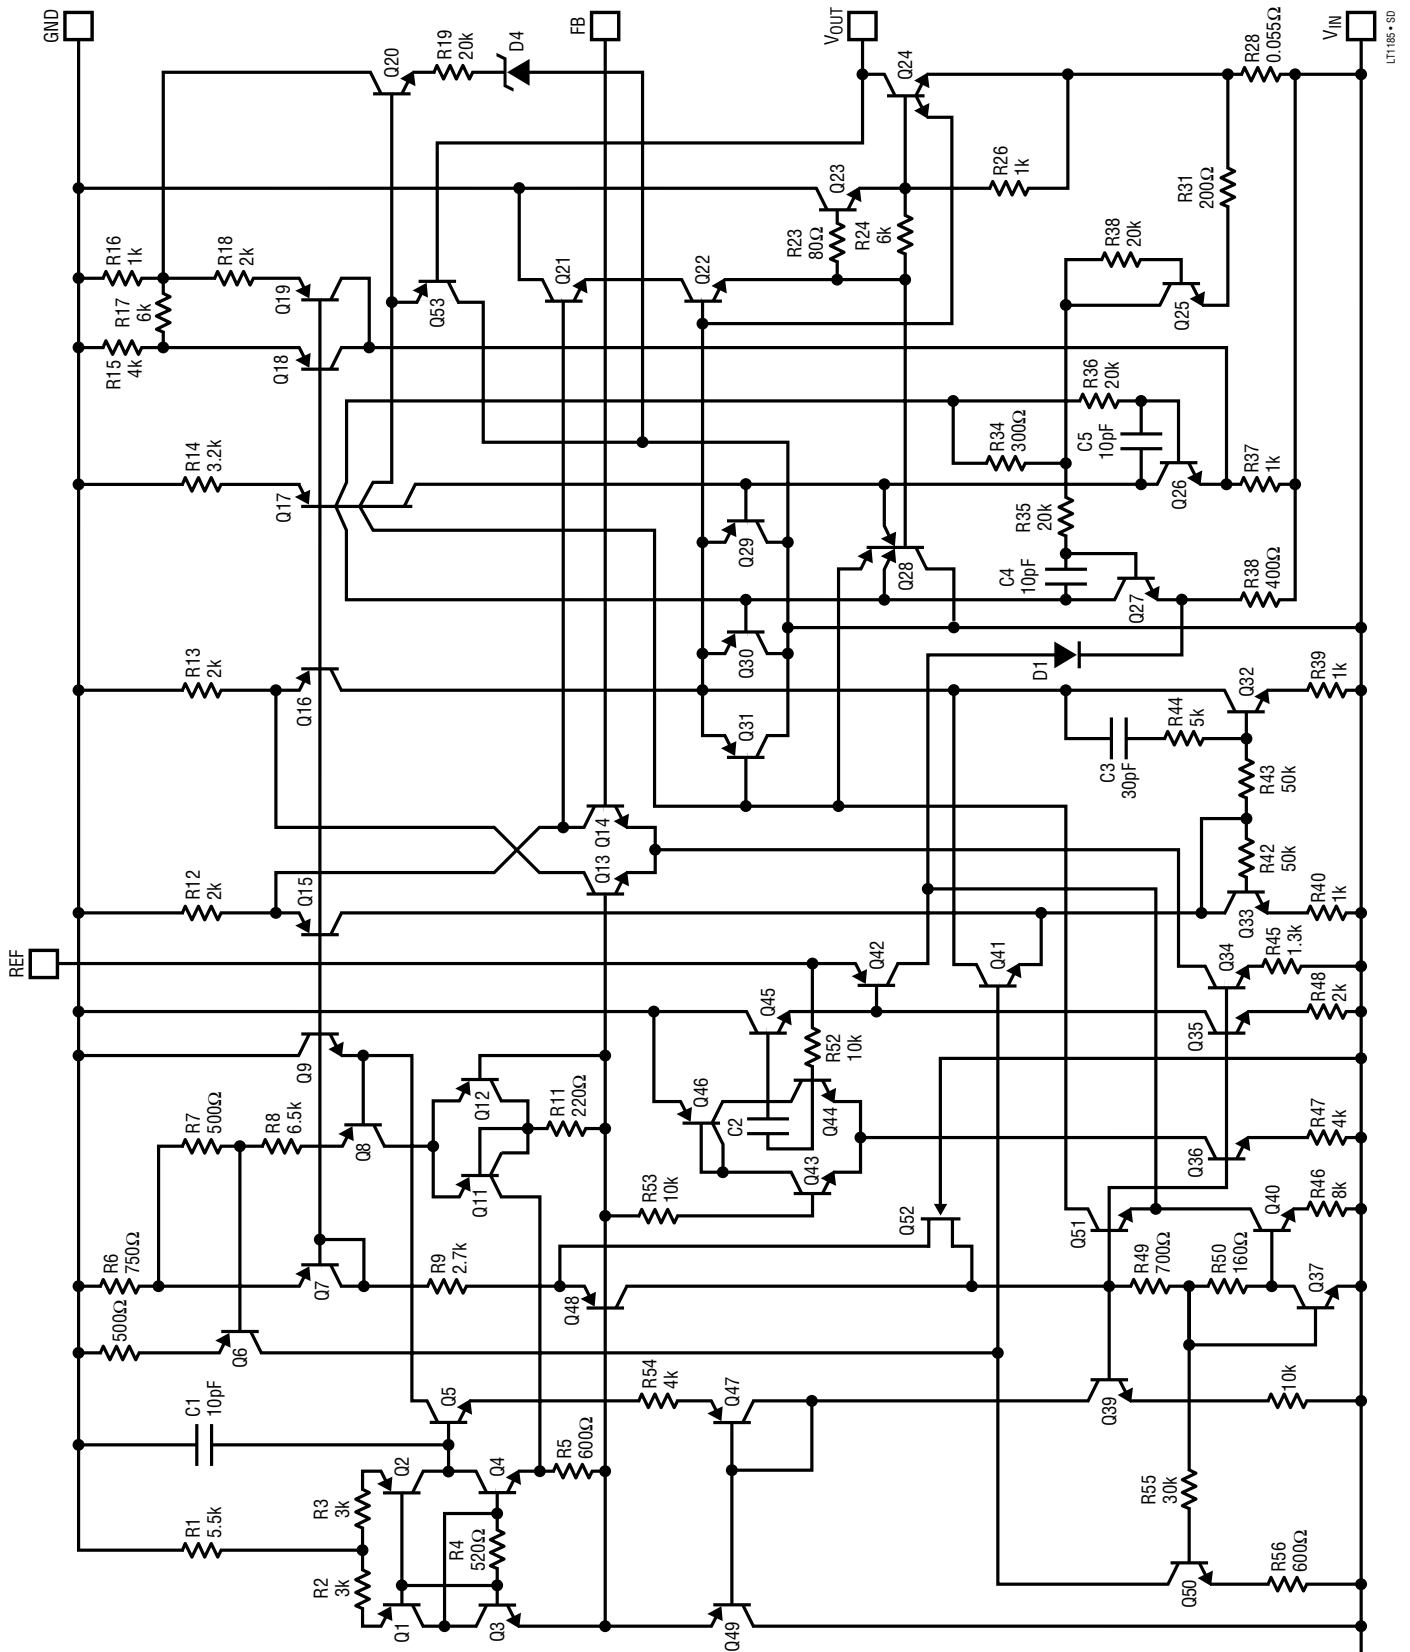 GND
FB
VOUT
VIN
LT1185 • SD
Q20
R19
20k
D4
Q24
R28
0.055Ω
R26
1k
Q23
R23
80Ω
R24
6k
R31
200Ω
R16
1k
R17
6k
R18
2k
Q19
Q53
Q21
Q22
R38
20k
Q25
R15
4k
Q18
R36
20k
R14
3.2k
Q17
R34
300Ω
C5
10pF
Q26
R37
1k
R35
20k
Q29
Q28
C4
10pF
Q27
R38
400Ω
Q30
D1
R13
2k
Q16
Q31
Q32
R39
1k
R44
5k
C3
30pF
R43
50k
Q14
Q13
R42
50k
R12
2k
Q15
Q33
R40
1k
REF
Q42
Q41
Q34
R45
1.3k
Q45
Q35
R48
2k
Q9
R52
10k
R7
500Ω
R8
6.5k
Q8
Q12
R11
220Ω
Q46
C2
Q44
Q43
Q36
R47
4k
Q11
R53
10k
Q52
Q51
Q40
R46
8k
R6
750Ω
Q7
R9
2.7k
Q48
R49
700Ω
R50
160Ω
Q37
500Ω
Q6
C1
10pF
Q5
R54
4k
Q47
Q39
10k
R3
3k
Q2
Q4
R5
600Ω
R1
5.5k
R4
520Ω
R55
30k
R2
3k
Q1
Q3
Q49
Q50
R56
600Ω